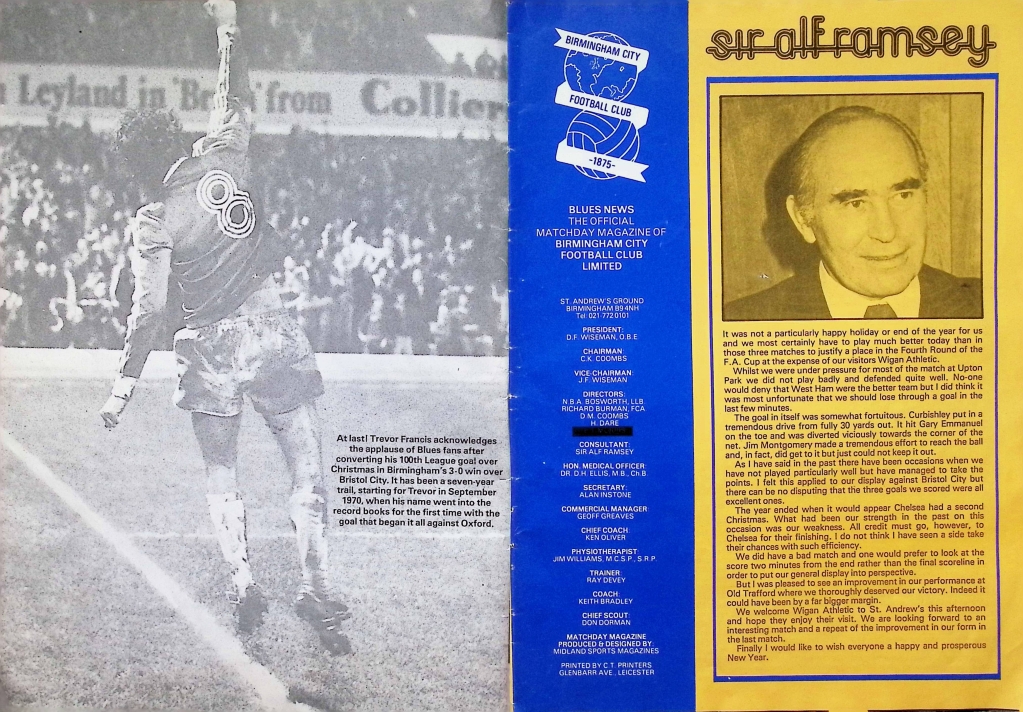 Leyland in 'Br from Collier
8
At last! Trevor Francis acknowledges
the applause of Blues fans after
converting his 100th League goal over
Christmas in Birmingham's 3-0 win over
Bristol City. It has been a seven-year
trail, starting for Trevor in September
1970, when his name went into the
record books for the first time with the
goal that began it all against Oxford.
BIRMINGHAM CITY
FOOTBALL CLUB
-1875-
BLUES NEWS
THE OFFICIAL
MATCHDAY MAGAZINE OF
BIRMINGHAM CITY
FOOTBALL CLUB
LIMITED
ST. ANDREW'S GROUND
BIRMINGHAM B9 4NH
Tel: 021-772 0101
PRESIDENT:
D.F. WISEMAN, O.B.E
CHAIRMAN:
C.K. COOMBS
VICE-CHAIRMAN:
J.F. WISEMAN
DIRECTORS:
N.B.A. BOSWORTH, LLB.
RICHARD BURMAN, FCA
D.M. COOMBS
H. DARE
CONSULTANT:
SIR ALF RAMSEY
HON. MEDICAL OFFICER:
DR. D.H. ELLIS, M.B., Ch.B.
SECRETARY:
ALAN INSTONE
COMMERCIAL MANAGER:
GEOFF GREAVES
CHIEF COACH:
KEN OLIVER
PHYSIOTHERAPIST:
JIM WILLIAMS, M.C.S.P., S.R.P.
TRAINER:
RAY DEVEY
COACH:
KEITH BRADLEY
CHIEF SCOUT:
DON DORMAN
MATCHDAY MAGAZINE
PRODUCED & DESIGNED BY:
MIDLAND SPORTS MAGAZINES
PRINTED BY C.T. PRINTERS
GLENBARR AVE., LEICESTER
sir alf ramsey
It was not a particularly happy holiday or end of the year for us
and we most certainly have to play much better today than in
those three matches to justify a place in the Fourth Round of the
F.A. Cup at the expense of our visitors Wigan Athletic.
Whilst we were under pressure for most of the match at Upton
Park we did not play badly and defended quite well. No-one
would deny that West Ham were the better team but I did think it
was most unfortunate that we should lose through a goal in the
last few minutes.
The goal in itself was somewhat fortuitous. Curbishley put in a
tremendous drive from fully 30 yards out. It hit Gary Emmanuel
on the toe and was diverted viciously towards the corner of the
net. Jim Montgomery made a tremendous effort to reach the ball
and, in fact, did get to it but just could not keep it out.
As I have said in the past there have been occasions when we
have not played particularly well but have managed to take the
points. I felt this applied to our display against Bristol City but
there can be no disputing that the three goals we scored were all
excellent ones.
The year ended when it would appear Chelsea had a second
Christmas. What had been our strength in the past on this
occasion was our weakness. All credit must go, however, to
Chelsea for their finishing. I do not think I have seen a side take
their chances with such efficiency.
We did have a bad match and one would prefer to look at the
score two minutes from the end rather than the final scoreline in
order to put our general display into perspective.
But I was pleased to see an improvement in our performance at
Old Trafford where we thoroughly deserved our victory. Indeed it
could have been by a far bigger margin.
We welcome Wigan Athletic to St. Andrew's this afternoon
and hope they enjoy their visit. We are looking forward to an
interesting match and a repeat of the improvement in our form in
the last match.
Finally I would like to wish everyone a happy and prosperous
New Year.